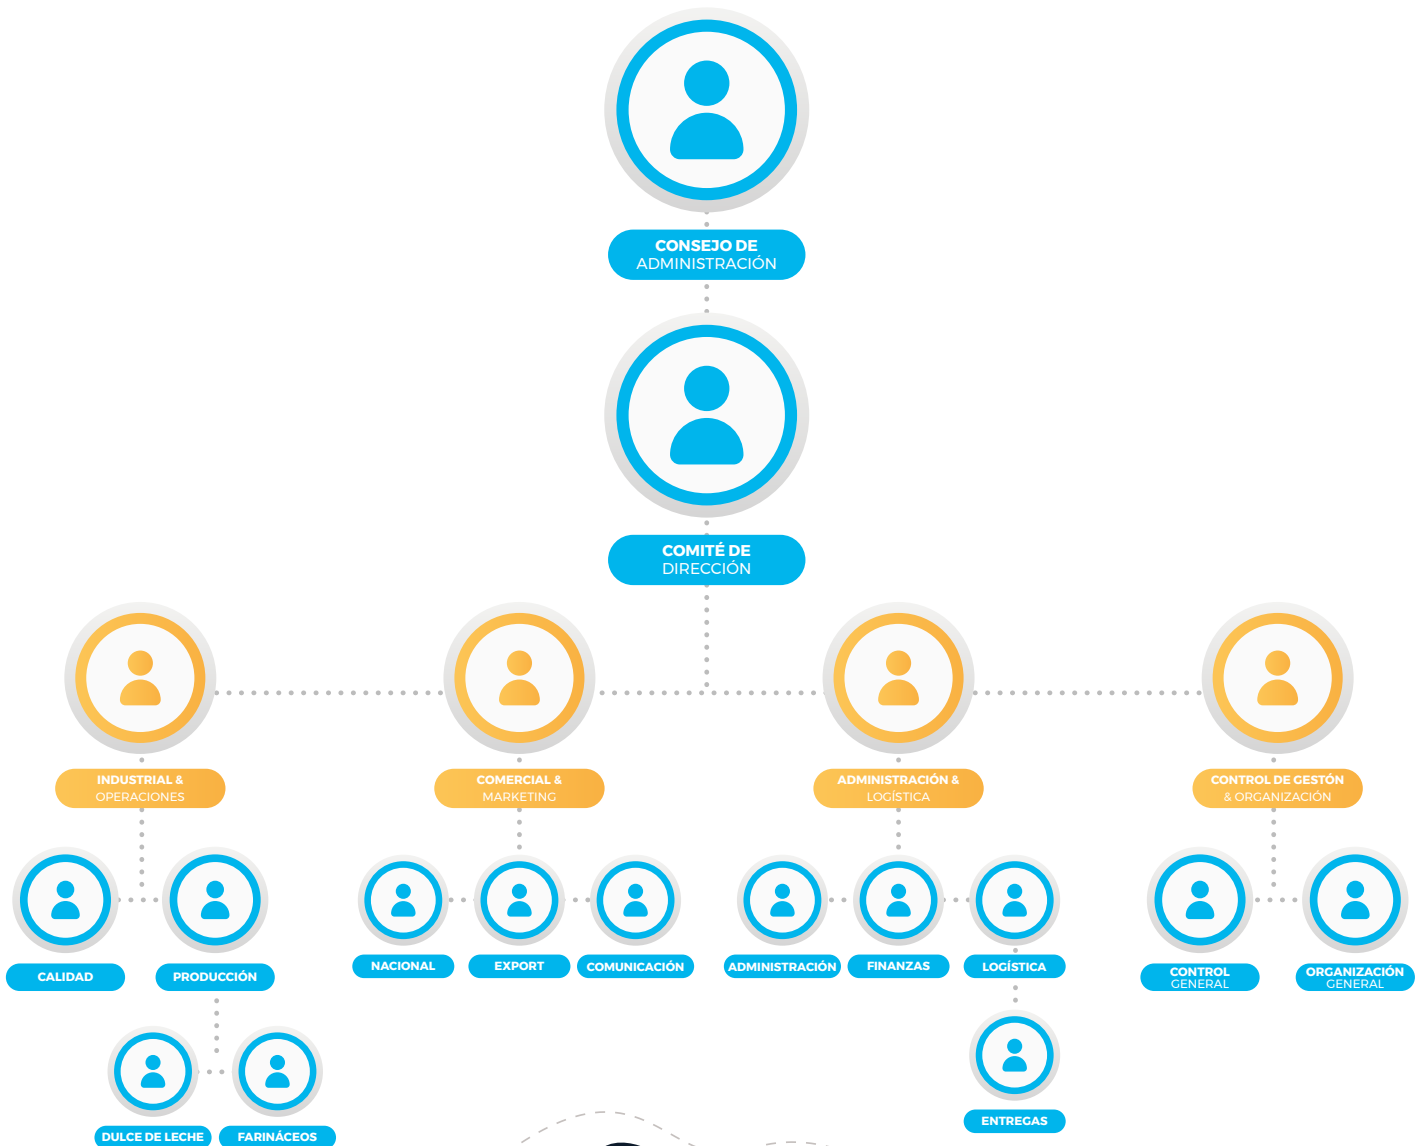 CONSEJO DE
ADMINISTRACIÓN
COMITÉ DE
DIRECCIÓN
INDUSTRIAL &
OPERACIONES
COMERCIAL &
MARKETING
ADMINISTRACIÓN &
LOGÍSTICA
CONTROL DE GESTÓN
& ORGANIZACIÓN
CALIDAD
PRODUCCIÓN
NACIONAL
EXPORT
COMUNICACIÓN
ADMINISTRACIÓN
FINANZAS
LOGÍSTICA
CONTROL
GENERAL
ORGANIZACIÓN
GENERAL
DULCE DE LECHE
FARINÁCEOS
ENTREGAS